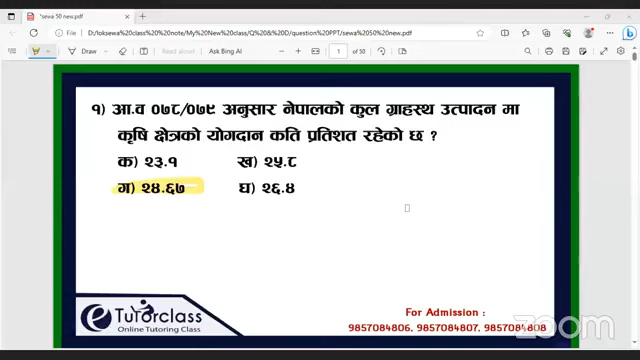 *sewa 50 new.pdf
D:/loksewa%20class%20%20note/My%20New%20class/Q%20&%20D/question%20PPT/sewa%2050%20new.pdf
Draw
Ask Bing AI
1 of 50
१) आ.व ०७८/०७९ अनुसार नेपालको कुल ग्राहस्थ उत्पादन मा
कृषि क्षेत्रको योगदान कति प्रतिशत रहेको छ ?
क) २३.१ ख) २५.८
ग) २४.६७ घ) २६.४
e Tutorclass
Online Tutoring Class
For Admission :
9857084806, 9857084807, 9857084808
zoom